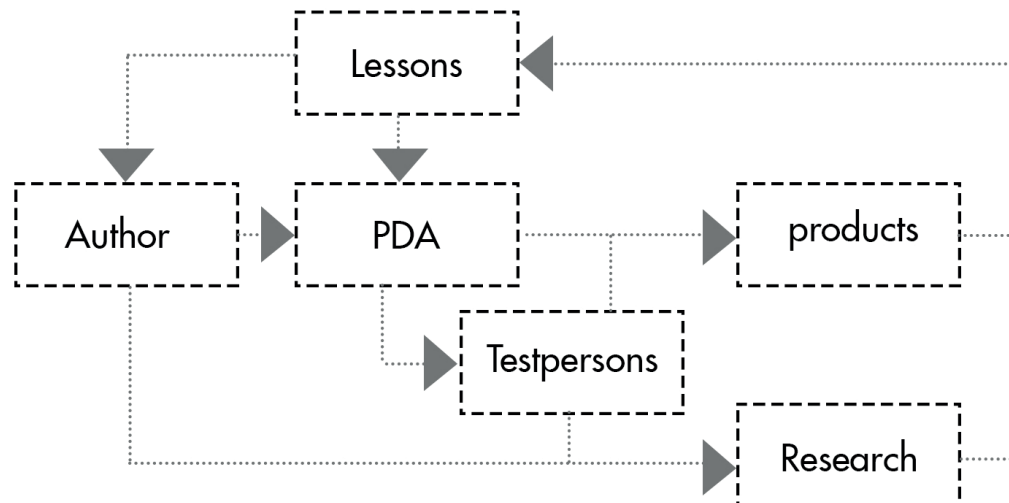 Lessons
Author
PDA
products
Testpersons
Research